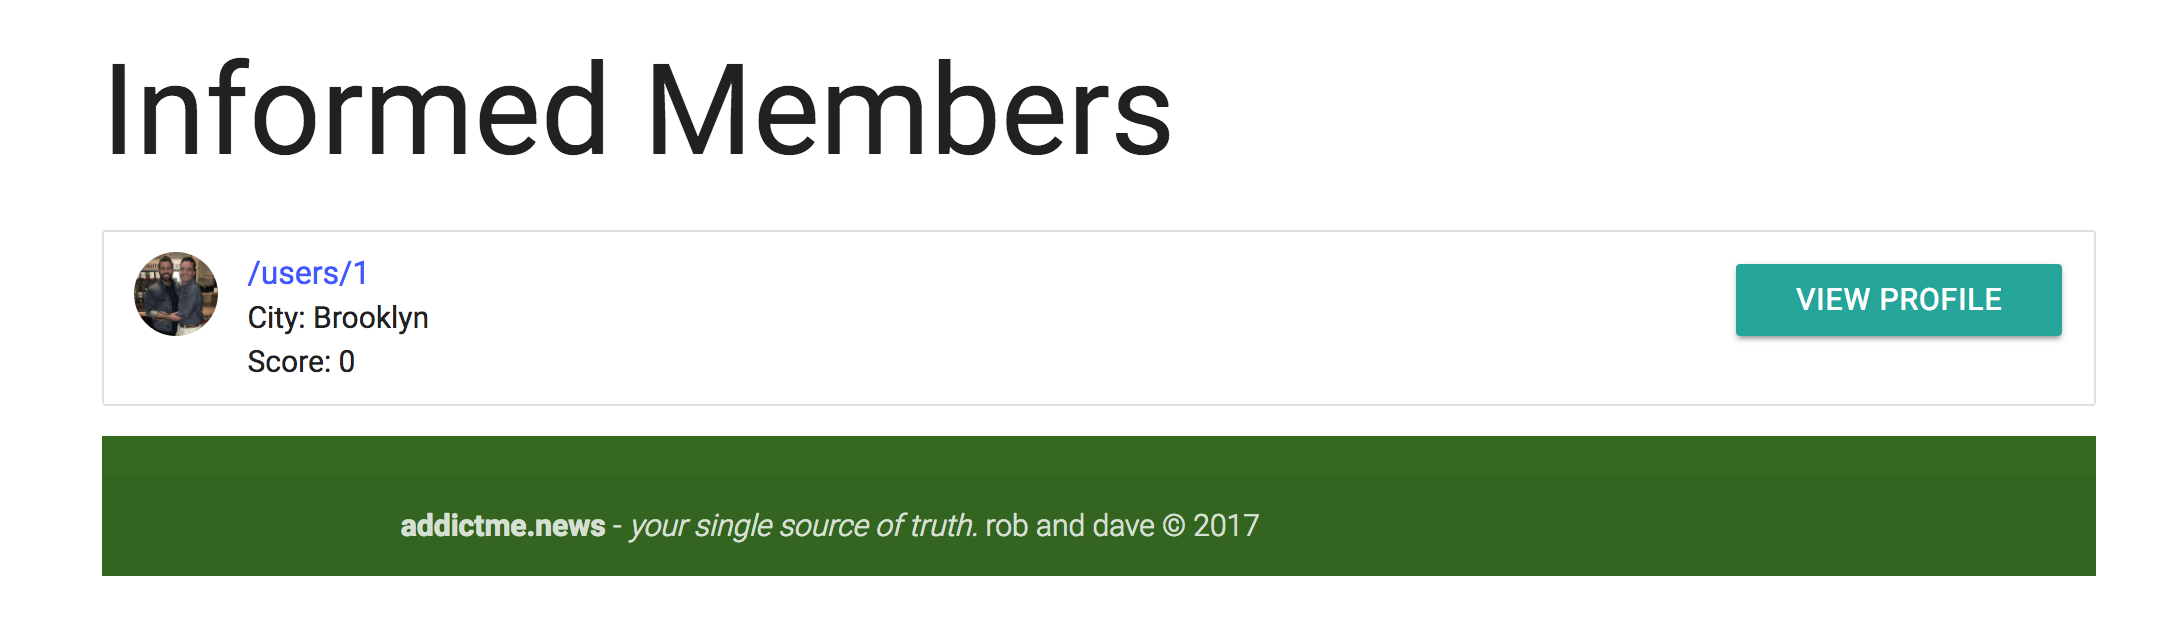 Informed Members
/users/1
City: Brooklyn
Score: 0
VIEW PROFILE
addictme.news - your single source of truth. rob and dave © 2017